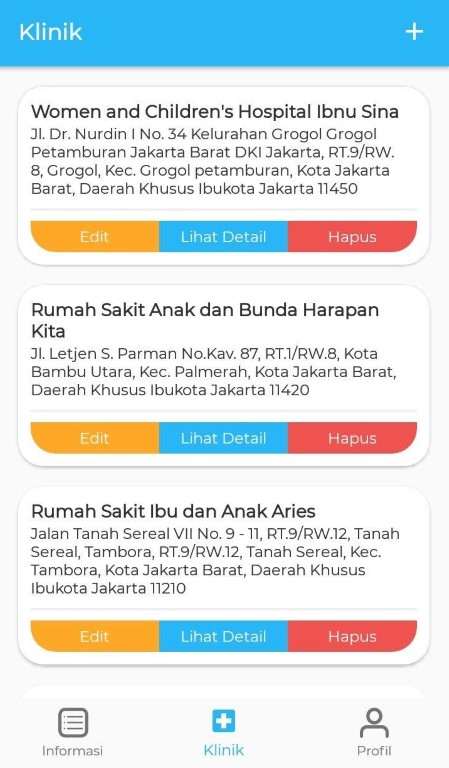 Klinik
+
Women and Children's Hospital Ibnu Sina
Jl. Dr. Nurdin I No. 34 Kelurahan Grogol Grogol
Petamburan Jakarta Barat DKI Jakarta, RT.9/RW.
8, Grogol, Kec. Grogol petamburan, Kota Jakarta
Barat, Daerah Khusus Ibukota Jakarta 11450
Edit Lihat Detail Hapus
Rumah Sakit Anak dan Bunda Harapan
Kita
Jl. Letjen S. Parman No.Kav. 87, RT.1/RW.8, Kota
Bambu Utara, Kec. Palmerah, Kota Jakarta Barat,
Daerah Khusus Ibukota Jakarta 11420
Edit Lihat Detail Hapus
Rumah Sakit Ibu dan Anak Aries
Jalan Tanah Sereal VII No. 9 - 11, RT.9/RW.12, Tanah
Sereal, Tambora, RT.9/RW.12, Tanah Sereal, Kec.
Tambora, Kota Jakarta Barat, Daerah Khusus
Ibukota Jakarta 11210
Edit Lihat Detail Hapus
Informasi Klinik Profil